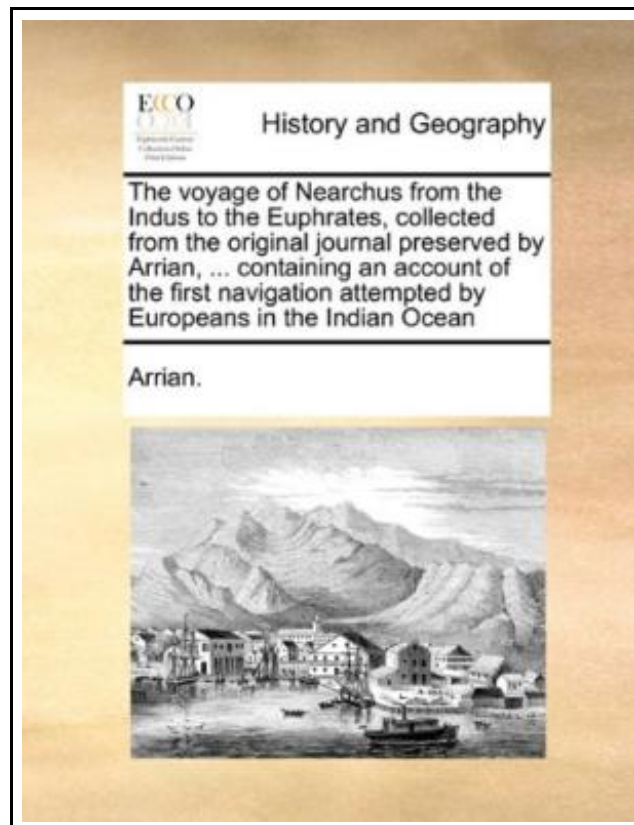 ECCO
History and Geography
The voyage of Nearchus from the
Indus to the Euphrates, collected
from the original journal preserved by
Arrian, ... containing an account of
the first navigation attempted by
Europeans in the Indian Ocean
Arrian.